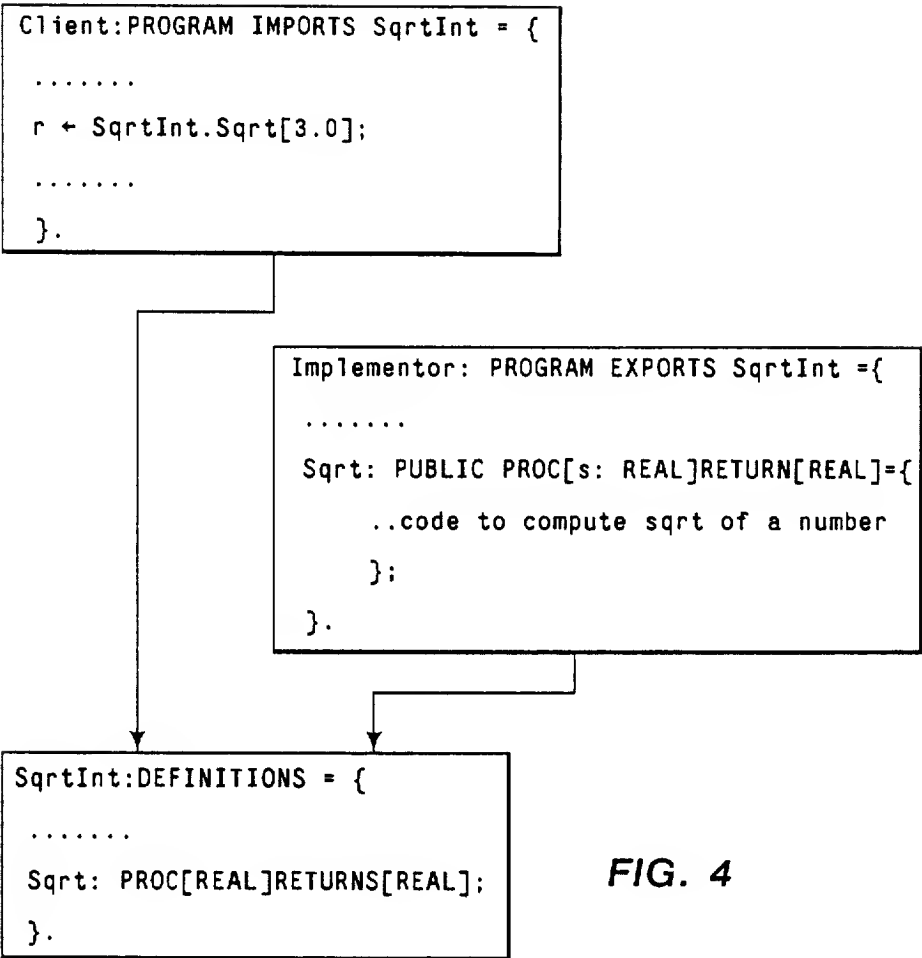 Client:PROGRAM IMPORTS SqrtInt = {
.......
r ← SqrtInt.Sqrt[3.0];
.......
}.
Implementor: PROGRAM EXPORTS SqrtInt ={
.......
Sqrt: PUBLIC PROC[s: REAL]RETURN[REAL]={
..code to compute sqrt of a number
};
}.
SqrtInt:DEFINITIONS = {
.......
Sqrt: PROC[REAL]RETURNS[REAL];
}.
FIG. 4